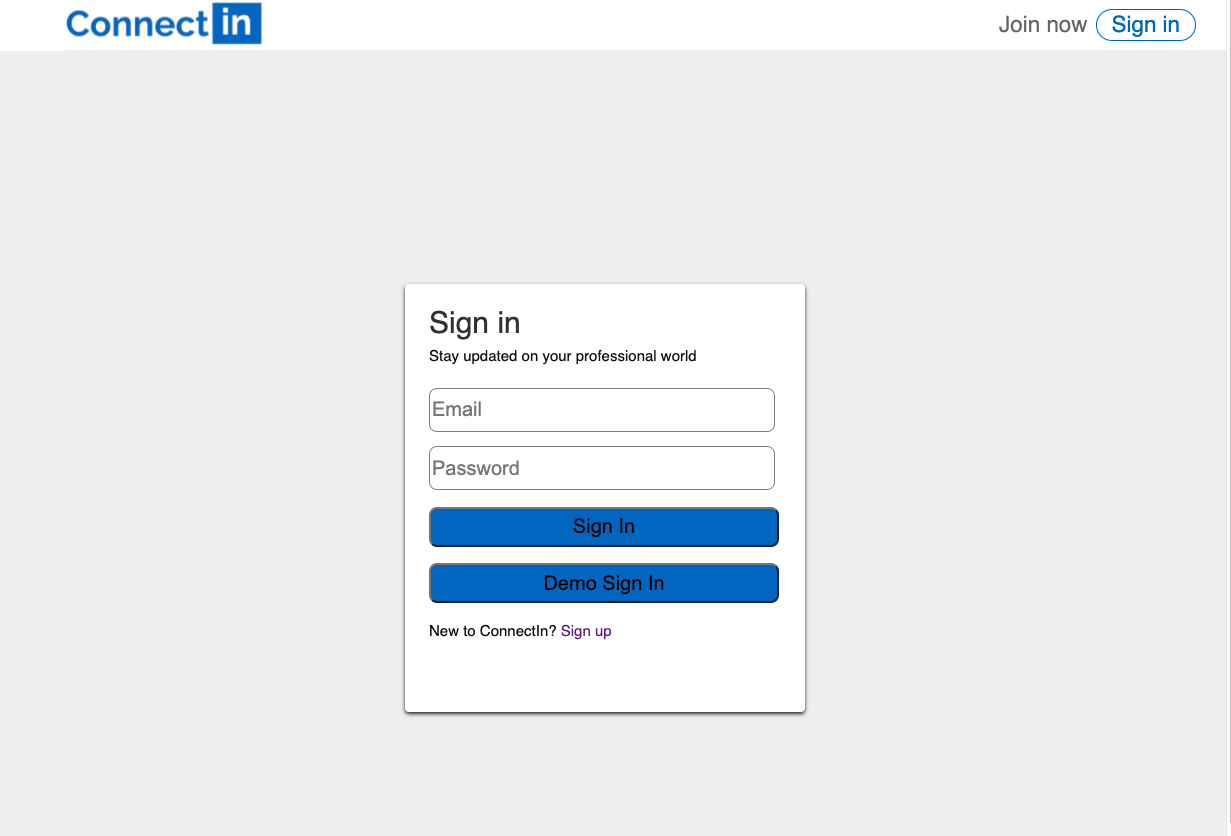 Connect in
Join now Sign in
Sign in
Stay updated on your professional world
Email
Password
Sign In
Demo Sign In
New to ConnectIn? Sign up